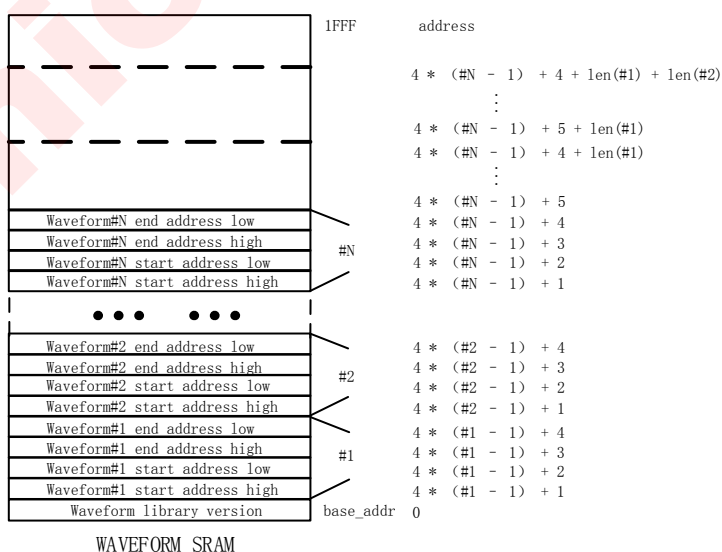 1FFF address
4 * (#N - 1) + 4 + len(#1) + len(#2)
4 * (#N - 1) + 5 + len(#1)
4 * (#N - 1) + 4 + len(#1)
4 * (#N - 1) + 5
Waveform#N end address low 4 * (#N - 1) + 4
Waveform#N end address high 4 * (#N - 1) + 3
#N
Waveform#N start address low 4 * (#N - 1) + 2
Waveform#N start address high 4 * (#N - 1) + 1
Waveform#2 end address low 4 * (#2 - 1) + 4
Waveform#2 end address high 4 * (#2 - 1) + 3
#2
Waveform#2 start address low 4 * (#2 - 1) + 2
Waveform#2 start address high 4 * (#2 - 1) + 1
Waveform#1 end address low 4 * (#1 - 1) + 4
Waveform#1 end address high 4 * (#1 - 1) + 3
#1
Waveform#1 start address low 4 * (#1 - 1) + 2
Waveform#1 start address high 4 * (#1 - 1) + 1
Waveform library version base_addr 0
WAVEFORM SRAM